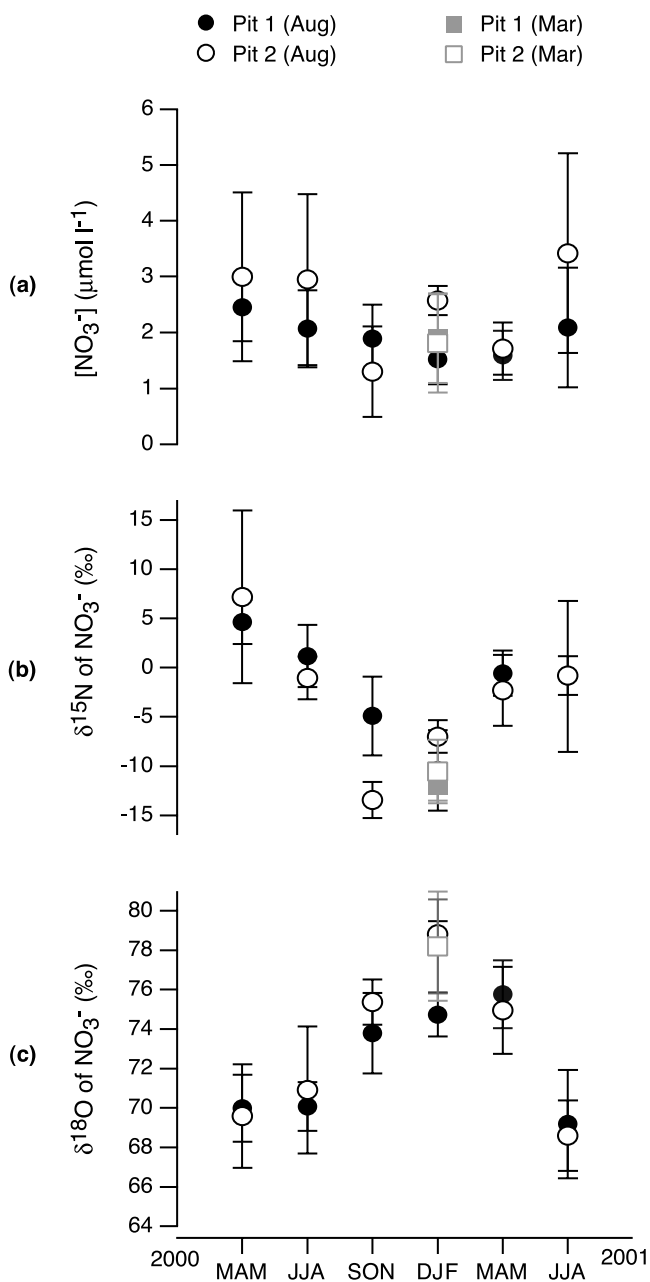 Pit 1 (Aug) Pit 1 (Mar)
Pit 2 (Aug) Pit 2 (Mar)
(a)
[NO₃⁻] (μmol l⁻¹)
6
5
4
3
2
1
0
(b)
δ¹⁵N of NO₃⁻ (‰)
15
10
5
0
-5
-10
-15
(c)
δ¹⁸O of NO₃⁻ (‰)
80
78
76
74
72
70
68
66
64
2000 MAM JJA SON DJF MAM JJA 2001